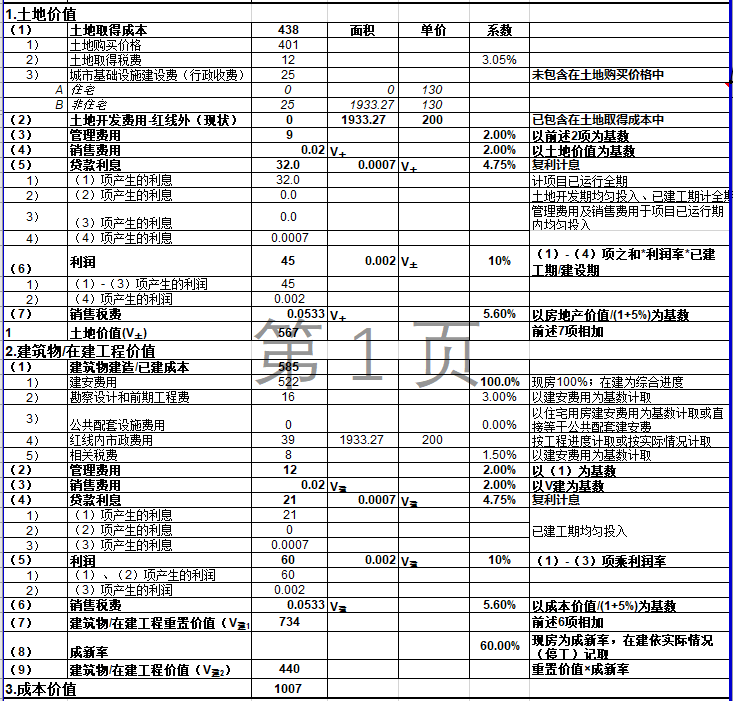 1.土地价值
（1） 土地取得成本 438 面积 单价 系数
1） 土地购买价格 401
2） 土地取得税费 12 3.05%
3） 城市基础设施建设费（行政收费） 25 未包含在土地购买价格中
A 住宅 0 0 130
B 非住宅 25 1933.27 130
（2） 土地开发费用-红线外（现状） 0 1933.27 200 已包含在土地取得成本中
（3） 管理费用 9 2.00% 以前述2项为基数
（4） 销售费用 0.02 V土 2.00% 以土地价值为基数
（5） 贷款利息 32.0 0.0007 V土 4.75% 复利计息
1） （1）项产生的利息 32.0 计项目已运行全期
2） （2）项产生的利息 0.0 土地开发期均匀投入、已建工期计全期
3） （3）项产生的利息 0.0 管理费用及销售费用于项目已运行期
内均匀投入
4） （4）项产生的利息 0.0007
（6） 利润 45 0.002 V土 10% （1）-（4）项之和*利润率*已建
工期/建设期
1） （1）-（3）项产生的利润 45
2） （4）项产生的利润 0.002
（7） 销售税费 0.0533 V土 5.60% 以房地产价值/(1+5%)为基数
1 土地价值(V土) 567 前述7项相加
第 1 页
2.建筑物/在建工程价值
（1） 建筑物建造/已建成本 585
1） 建安费用 522 100.0% 现房100%；在建为综合进度
2） 勘察设计和前期工程费 16 3.00% 以建安费用为基数计取
3） 公共配套设施费用 0 0.00% 以住宅用房建安费用为基数计取或直
接等于公共配套建安费
4） 红线内市政费用 39 1933.27 200 按工程进度计取或按实际情况计取
5） 相关税费 8 1.50% 以建安费用为基数计取
（2） 管理费用 12 2.00% 以（1）为基数
（3） 销售费用 0.02 V建 2.00% 以V建为基数
（4） 贷款利息 21 0.0007 V建 4.75% 复利计息
1） （1）项产生的利息 21
2） （2）项产生的利息 0 已建工期均匀投入
3） （3）项产生的利息 0.0007
（5） 利润 60 0.002 V建 10% （1）-（3）项乘利润率
1） （1）、（2）项产生的利润 60
2） （3）项产生的利润 0.002
（6） 销售税费 0.0533 V建 5.60% 以成本价值/(1+5%)为基数
（7） 建筑物/在建工程重置价值（V建1 734 前述6项相加
（8） 成新率 60.00% 现房为成新率，在建依实际情况
（停工）记取
（9） 建筑物/在建工程价值（V建2） 440 重置价值*成新率
3.成本价值 1007